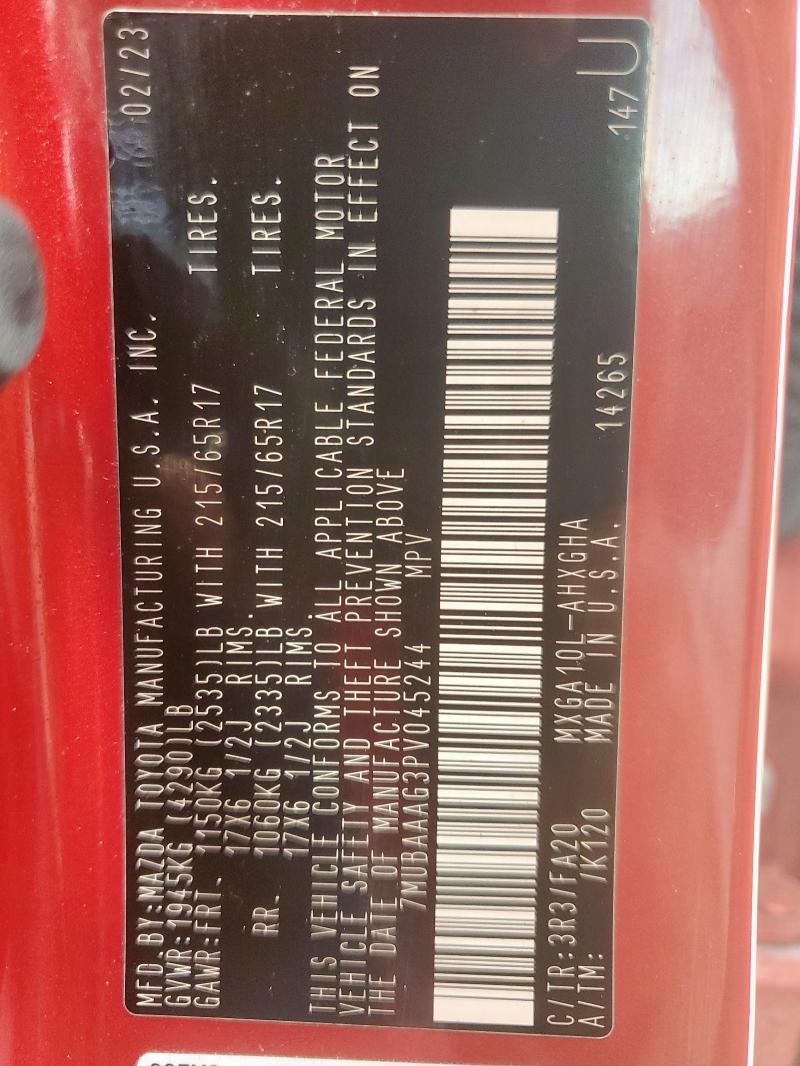 MFD.BY:MAZDA TOYOTA MANUFACTURING U.S.A. INC. 02/23
GVWR:1945KG (4290)LB
GAWR:FRT. 1150KG (2535)LB WITH 215/65R17 TIRES.
17X6 1/2J RIMS.
RR. 1060KG (2335)LB WITH 215/65R17 TIRES.
17X6 1/2J RIMS.
THIS VEHICLE CONFORMS TO ALL APPLICABLE FEDERAL MOTOR
VEHICLE SAFETY AND THEFT PREVENTION STANDARDS IN EFFECT ON
THE DATE OF MANUFACTURE SHOWN ABOVE
7MUBAAAG3PV045244 MPV
C/TR:3R3/FA20 MXGA10L-AHXGHA
A/TM: /K120 MADE IN U.S.A. 14265 147 U